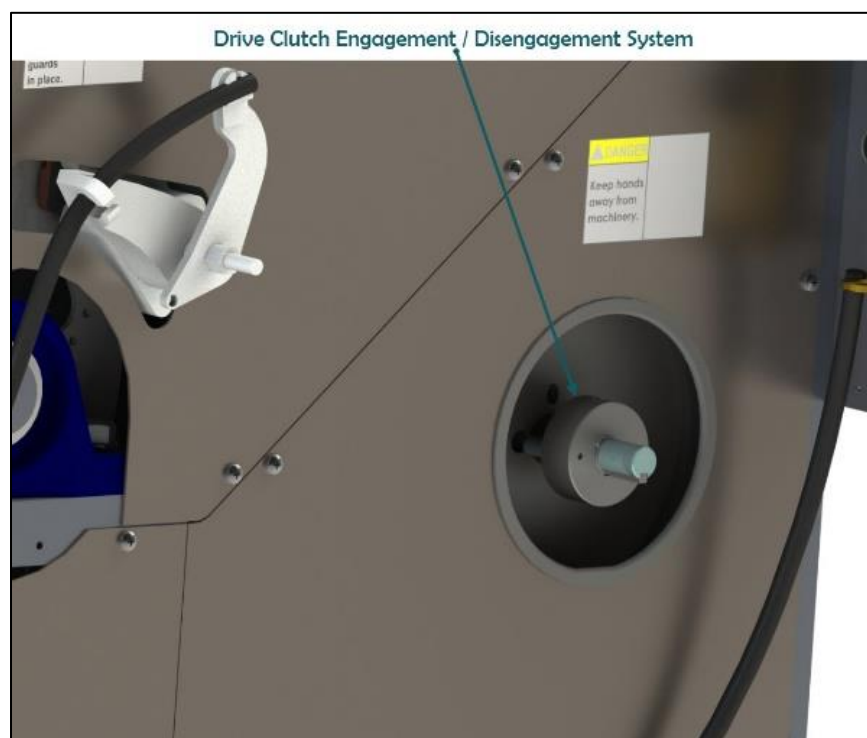 Drive Clutch Engagement / Disengagement System
guards
in place.
DANGER
Keep hands
away from
machinery.